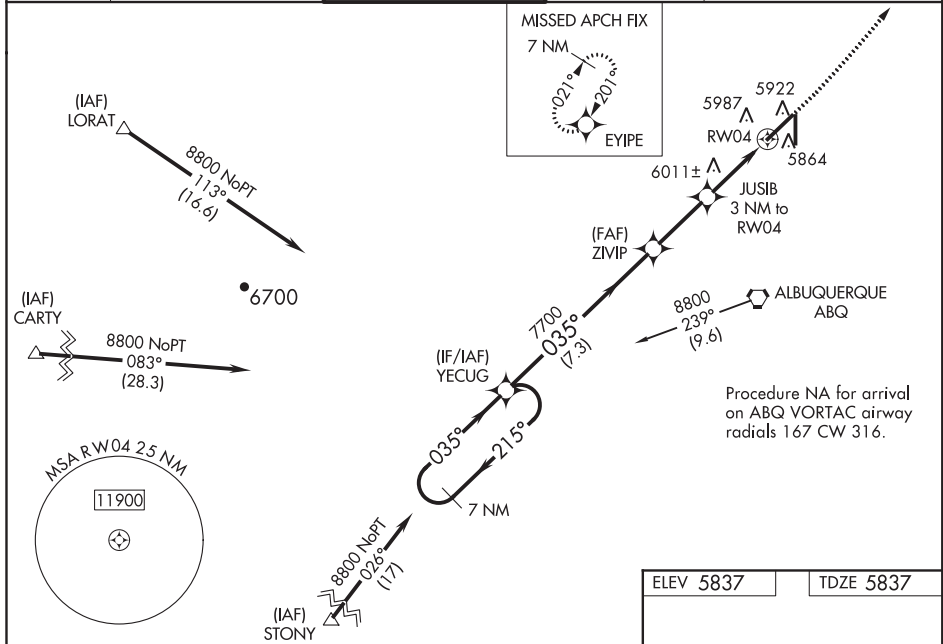 MISSED APCH FIX
7 NM
021°
201°
EYIPE
(IAF)
LORAT
8800 NoPT
113°
(16.6)
5987
5922
RW04
5864
6011±
JUSIB
3 NM to
RW04
(FAF)
ZIVIP
6700
(IAF)
CARTY
8800 NoPT
083°
(28.3)
ALBUQUERQUE
ABQ
8800
239°
(9.6)
7700
035°
(7.3)
(IF/IAF)
YECUG
Procedure NA for arrival
on ABQ VORTAC airway
radials 167 CW 316.
035°
215°
7 NM
MSA RW04 25 NM
11900
8800 NoPT
026°
(17)
(IAF)
STONY
ELEV 5837
TDZE 5837